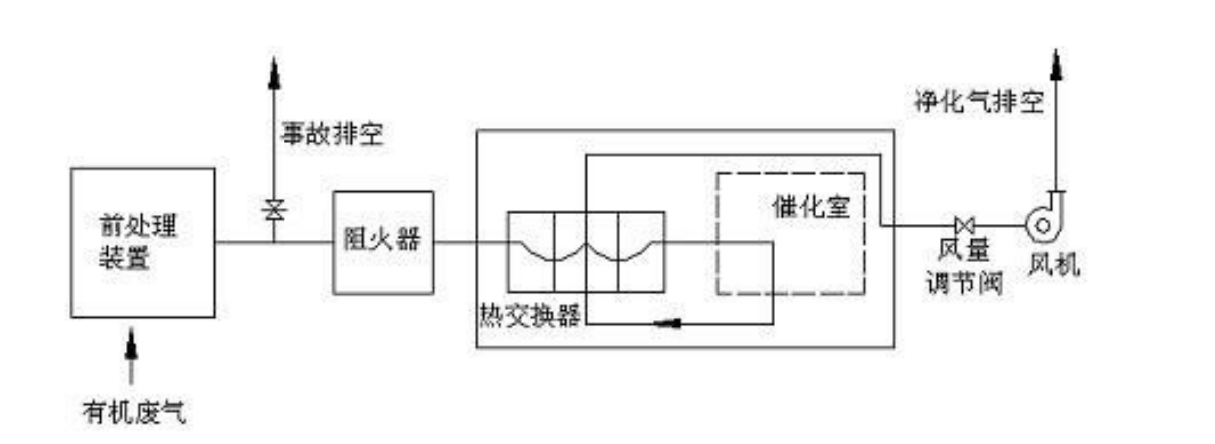 净化气排空
事故排空
前处理
装置
阻火器
催化室
热交换器
风量
调节阀
风机
有机废气